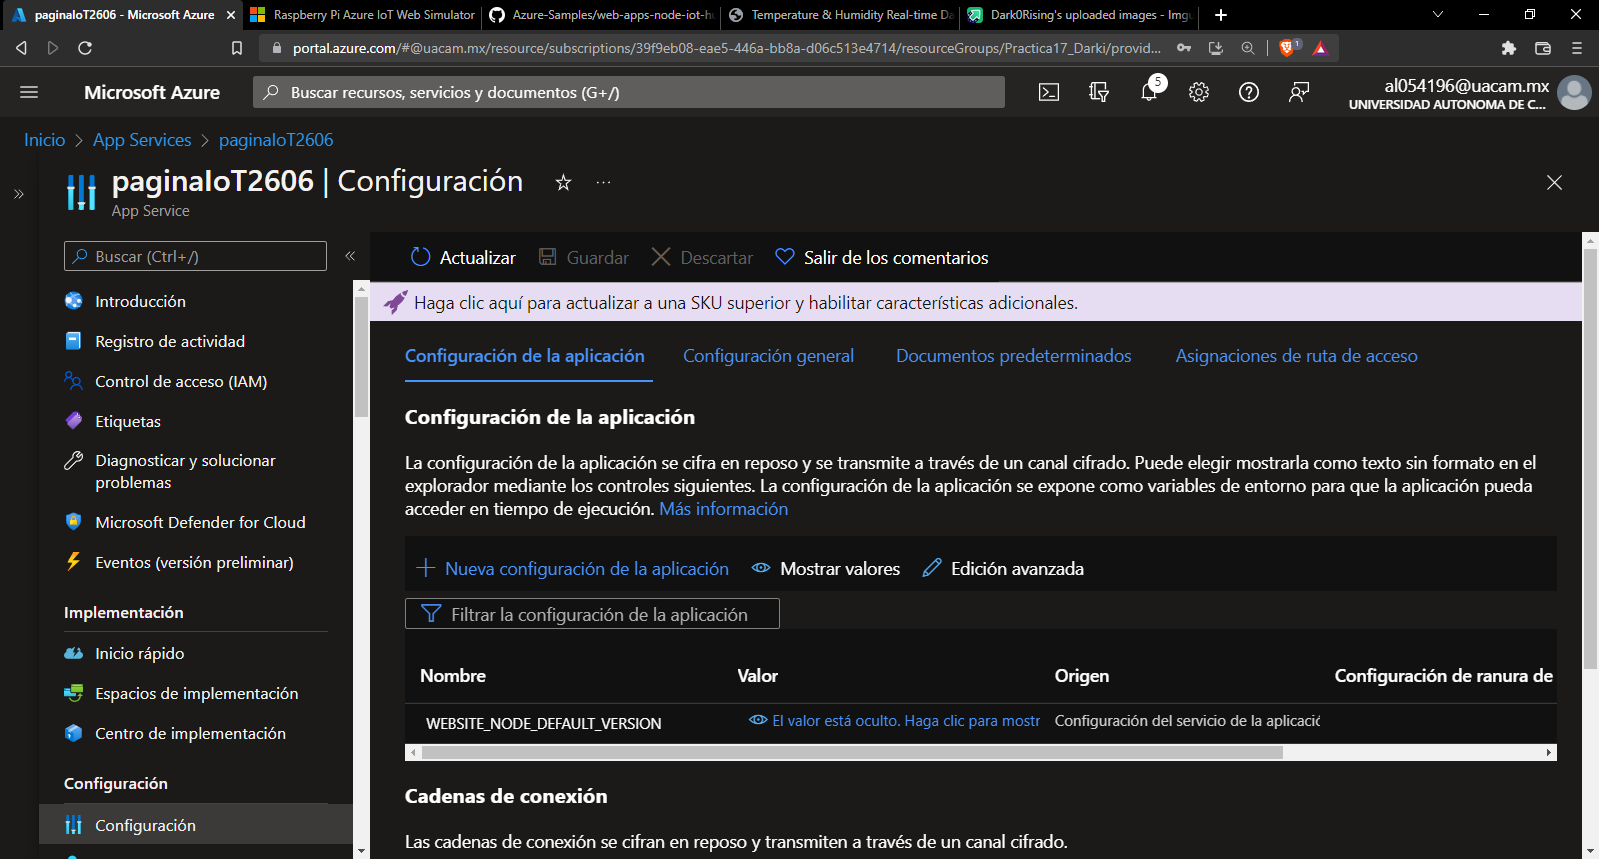 paginaIoT2606 - Microsoft Azure
Raspberry Pi Azure IoT Web Simulator
Azure-Samples/web-apps-node-iot-hu
Temperature & Humidity Real-time Da
Dark0Rising's uploaded images - Imgu
portal.azure.com/#@uacam.mx/resource/subscriptions/39f9eb08-eae5-446a-bb8a-d06c513e4714/resourceGroups/Practica17_Darki/provid...
1
Microsoft Azure
Buscar recursos, servicios y documentos (G+/)
5
al054196@uacam.mx
UNIVERSIDAD AUTONOMA DE C...
Inicio > App Services > paginaIoT2606
paginaIoT2606 | Configuración
App Service
Buscar (Ctrl+/)
Introducción
Registro de actividad
Control de acceso (IAM)
Etiquetas
Diagnosticar y solucionar
problemas
Microsoft Defender for Cloud
Eventos (versión preliminar)
Implementación
Inicio rápido
Espacios de implementación
Centro de implementación
Configuración
Configuración
Actualizar
Guardar
Descartar
Salir de los comentarios
Haga clic aquí para actualizar a una SKU superior y habilitar características adicionales.
Configuración de la aplicación
Configuración general
Documentos predeterminados
Asignaciones de ruta de acceso
Configuración de la aplicación
La configuración de la aplicación se cifra en reposo y se transmite a través de un canal cifrado. Puede elegir mostrarla como texto sin formato en el
explorador mediante los controles siguientes. La configuración de la aplicación se expone como variables de entorno para que la aplicación pueda
acceder en tiempo de ejecución. Más información
Nueva configuración de la aplicación
Mostrar valores
Edición avanzada
Filtrar la configuración de la aplicación
Nombre
Valor
Origen
Configuración de ranura de
WEBSITE_NODE_DEFAULT_VERSION
El valor está oculto. Haga clic para mostr
Configuración del servicio de la aplicació
Cadenas de conexión
Las cadenas de conexión se cifran en reposo y transmiten a través de un canal cifrado.